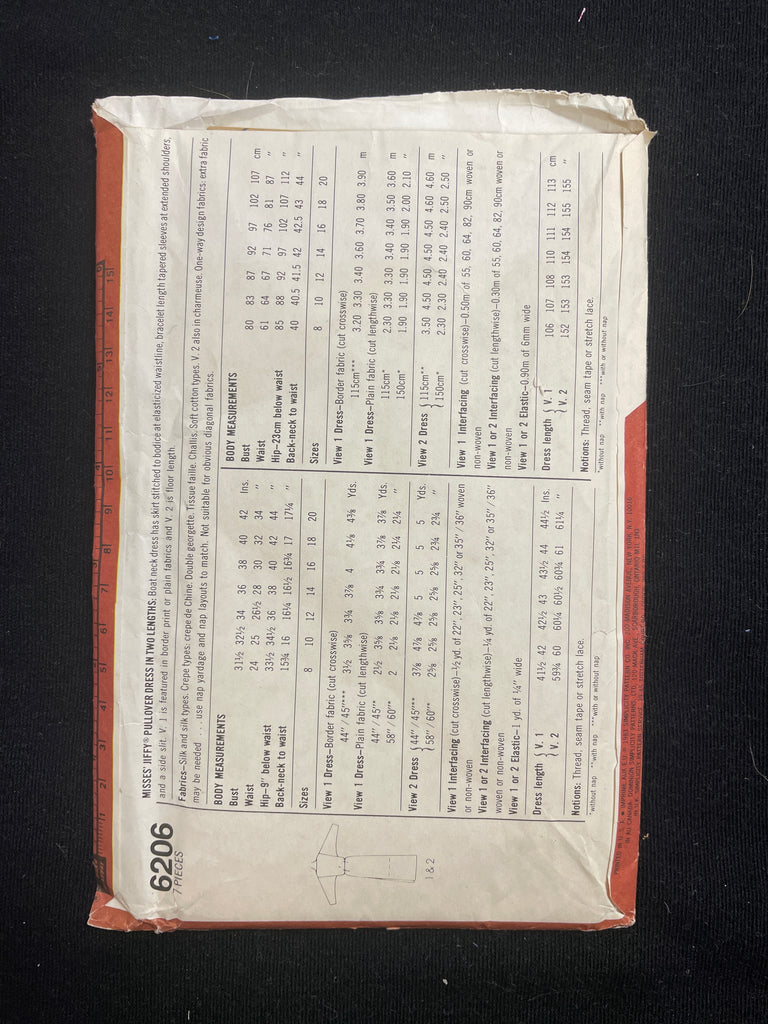 6206
7 PIECES
1 & 2
MISSES' JIFFY® PULLOVER DRESS IN TWO LENGTHS: Boat neck dress has skirt stitched to bodice at elasticized waistline, bracelet length tapered sleeves at extended shoulders,
and a side slit. V. 1 is featured in border print or plain fabrics and V. 2 is floor length.
Fabrics—Silk and silk types. Crepe types: crepe de Chine. Double georgette. Tissue faille. Challis. Soft cotton types. V. 2 also in charmeuse. One-way design fabrics: extra fabric
may be needed . . . use nap yardage and nap layouts to match. Not suitable for obvious diagonal fabrics.
BODY MEASUREMENTS
Bust 31½ 32½ 34 36 38 40 42 Ins.
Waist 24 25 26½ 28 30 32 34 "
Hip–9" below waist 33½ 34½ 36 38 40 42 44 "
Back-neck to waist 15¾ 16 16¼ 16½ 16¾ 17 17¼ "
Sizes 8 10 12 14 16 18 20
View 1 Dress—Border fabric (cut crosswise)
44"/45"*** 3½ 3⅝ 3¾ 3⅞ 4 4⅛ 4⅜ Yds.
View 1 Dress—Plain fabric (cut lengthwise)
44"/45"* 2½ 3⅝ 3⅝ 3¾ 3¾ 3⅞ 3⅞ Yds.
58"/60"* 2 2⅛ 2⅛ 2⅛ 2⅛ 2¼ 2¼ "
View 2 Dress { 44"/45"** 3⅞ 4⅞ 4⅞ 5 5 5 5 Yds.
58"/60"* 2⅝ 2⅝ 2⅝ 2⅝ 2⅝ 2¾ 2¾ "
View 1 Interfacing (cut crosswise)—½ yd. of 22", 23", 25", 32" or 35"/36" woven
or non-woven
View 1 or 2 Interfacing (cut lengthwise)—¼ yd. of 22", 23", 25", 32" or 35"/36"
woven or non-woven
View 1 or 2 Elastic—1 yd. of ¼" wide
Dress length { V. 1 41½ 42 42½ 43 43½ 44 44½ Ins.
V. 2 59¾ 60 60¼ 60½ 60¾ 61 61¼ "
Notions: Thread, seam tape or stretch lace.
*without nap **with nap ***with or without nap
BODY MEASUREMENTS
Bust 80 83 87 92 97 102 107 cm
Waist 61 64 67 71 76 81 87 "
Hip–23cm below waist 85 88 92 97 102 107 112 "
Back-neck to waist 40 40.5 41.5 42 42.5 43 44 "
Sizes 8 10 12 14 16 18 20
View 1 Dress—Border fabric (cut crosswise)
115cm*** 3.20 3.30 3.40 3.60 3.70 3.80 3.90 m
View 1 Dress—Plain fabric (cut lengthwise)
115cm* 2.30 3.30 3.30 3.40 3.40 3.50 3.60 m
150cm* 1.90 1.90 1.90 1.90 1.90 2.00 2.10 "
View 2 Dress { 115cm** 3.50 4.50 4.50 4.50 4.50 4.60 4.60 m
150cm* 2.30 2.30 2.40 2.40 2.40 2.50 2.50 "
View 1 Interfacing (cut crosswise)—0.50m of 55, 60, 64, 82, 90cm woven or
non-woven
View 1 or 2 Interfacing (cut lengthwise)—0.30m of 55, 60, 64, 82, 90cm woven or
non-woven
View 1 or 2 Elastic—0.90m of 6mm wide
Dress length { V. 1 106 107 108 110 111 112 113 cm
V. 2 152 153 153 154 154 155 155 "
Notions: Thread, seam tape or stretch lace.
*without nap **with nap ***with or without nap
1 2 3 4 5 6 7 8 9 10 11 12 13 14 15